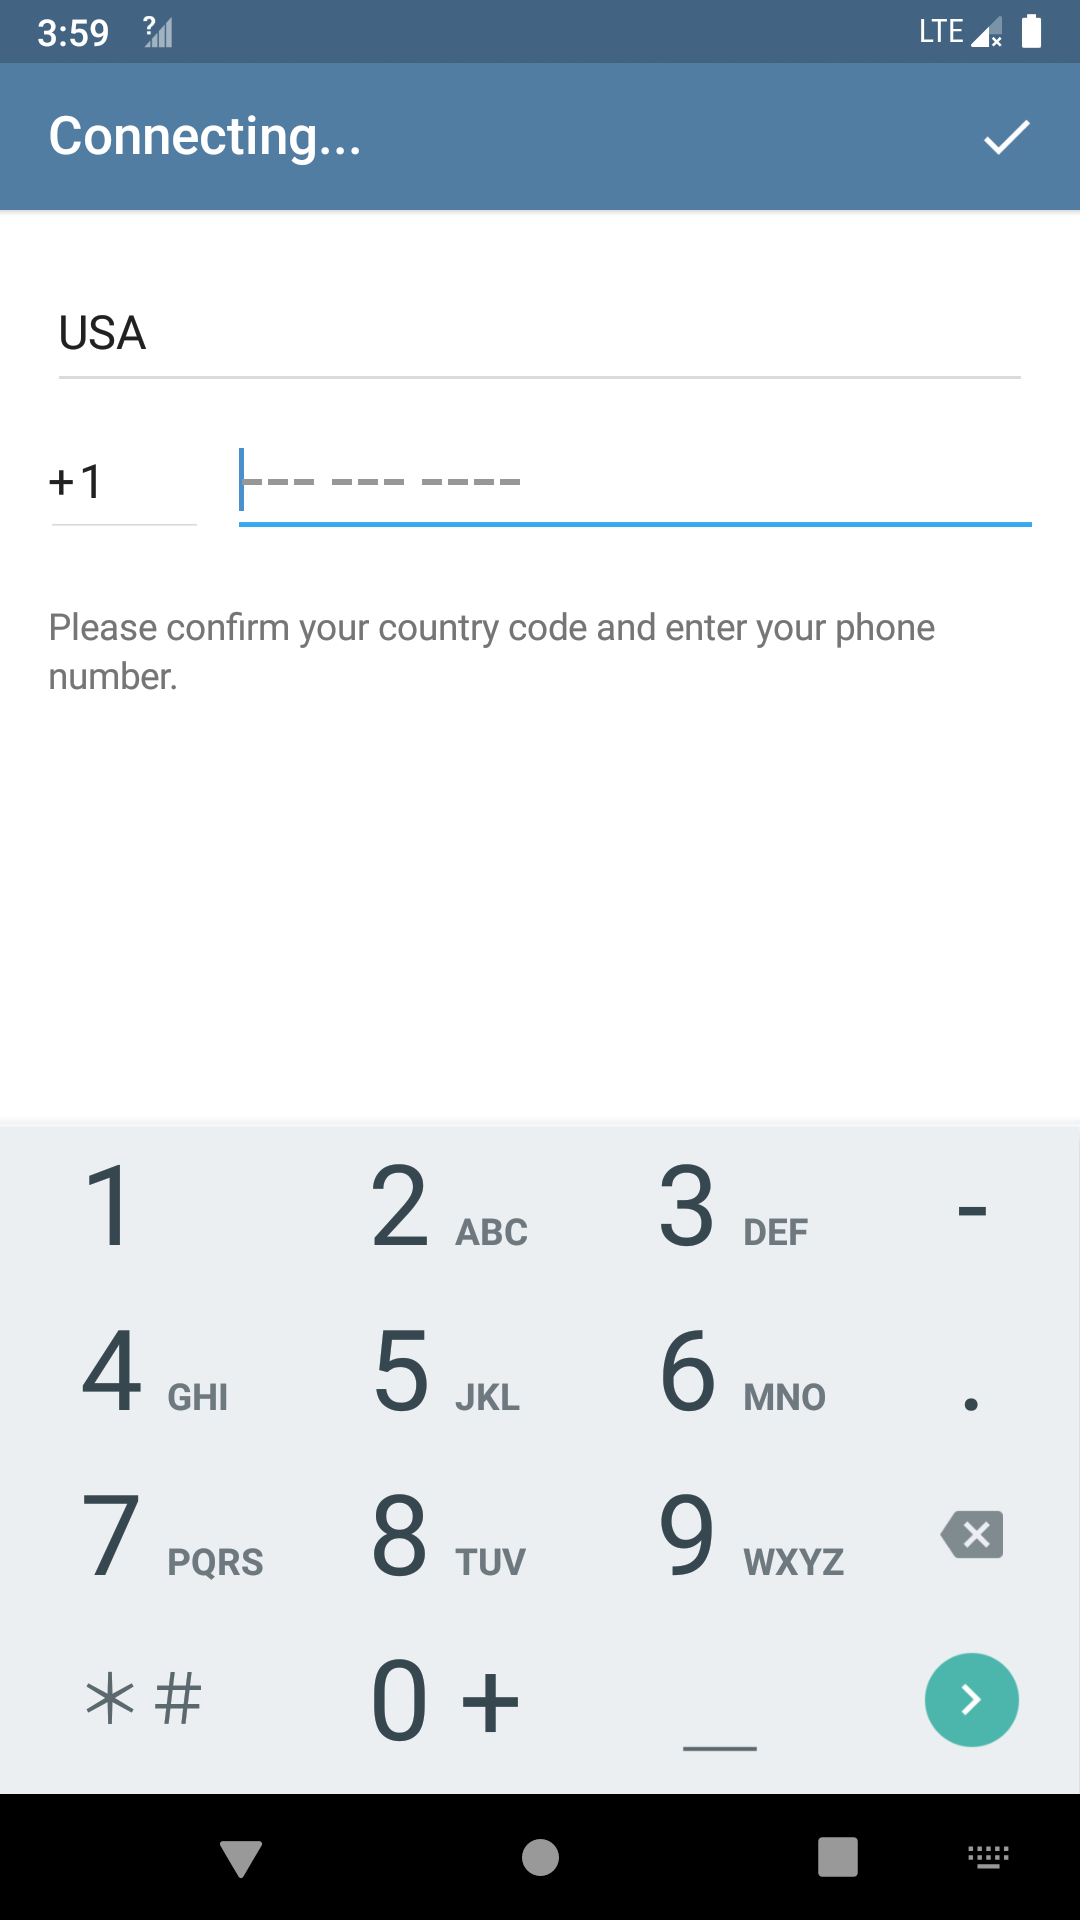 3:59 ? LTE
Connecting...
USA
+1 --- --- ----
Please confirm your country code and enter your phone
number.
1 2 ABC 3 DEF -
4 GHI 5 JKL 6 MNO .
7 PQRS 8 TUV 9 WXYZ
*# 0 + _